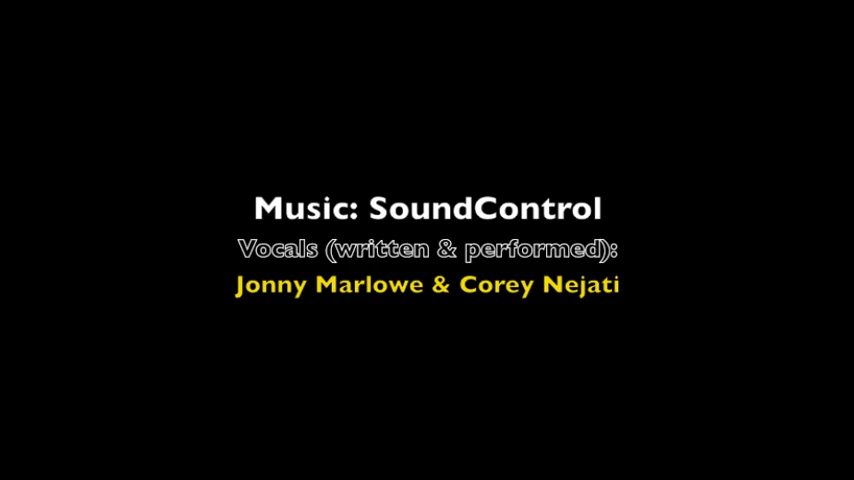 Music: SoundControl
Vocals (written & performed):
Jonny Marlowe & Corey Nejati